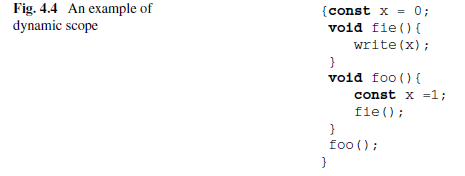 Fig. 4.4 An example of
dynamic scope
{const x = 0;
void fie(){
write(x);
}
void foo(){
const x =1;
fie();
}
foo();
}